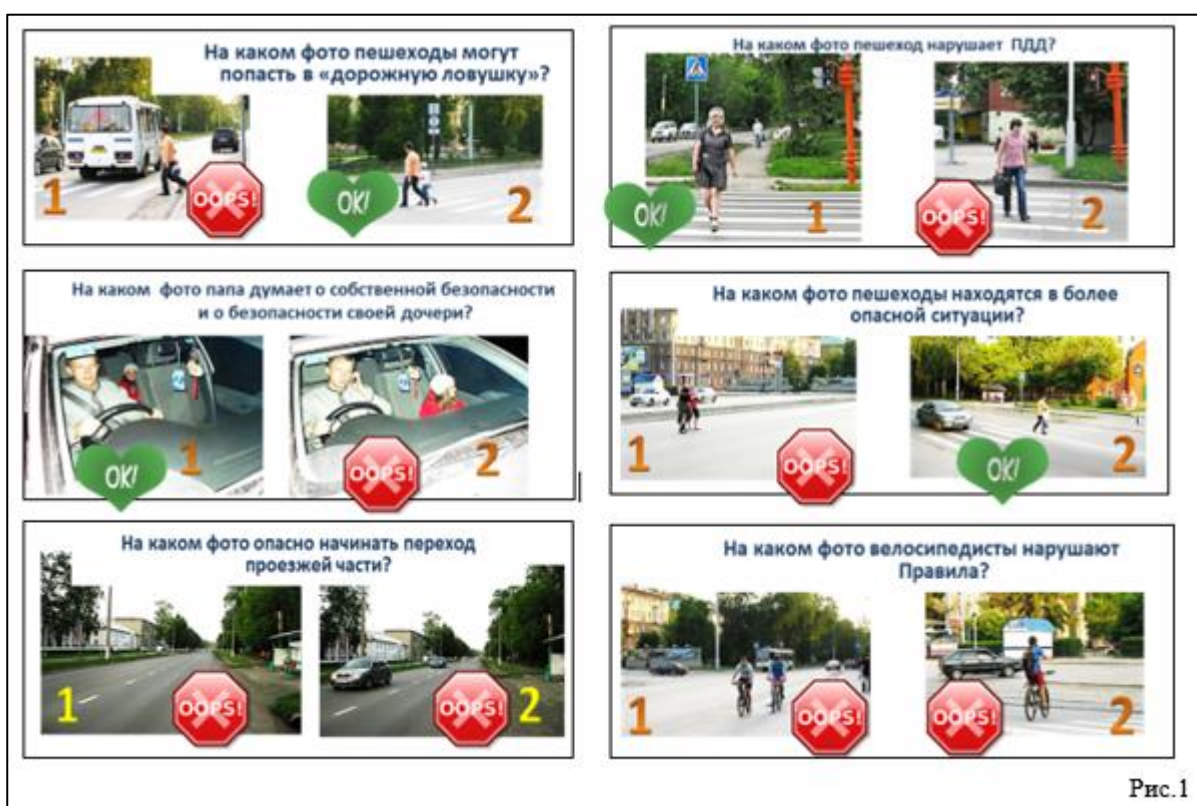 На каком фото пешеходы могут
попасть в «дорожную ловушку»?
1
OOPS!
OK!
2
На каком фото пешеход нарушает ПДД?
OK!
1
OOPS!
2
На каком фото папа думает о собственной безопасности
и о безопасности своей дочери?
OK!
1
OOPS!
2
На каком фото пешеходы находятся в более
опасной ситуации?
1
OOPS!
OK!
2
На каком фото опасно начинать переход
проезжей части?
1
OOPS!
OOPS!
2
На каком фото велосипедисты нарушают
Правила?
1
OOPS!
OOPS!
2
Рис.1